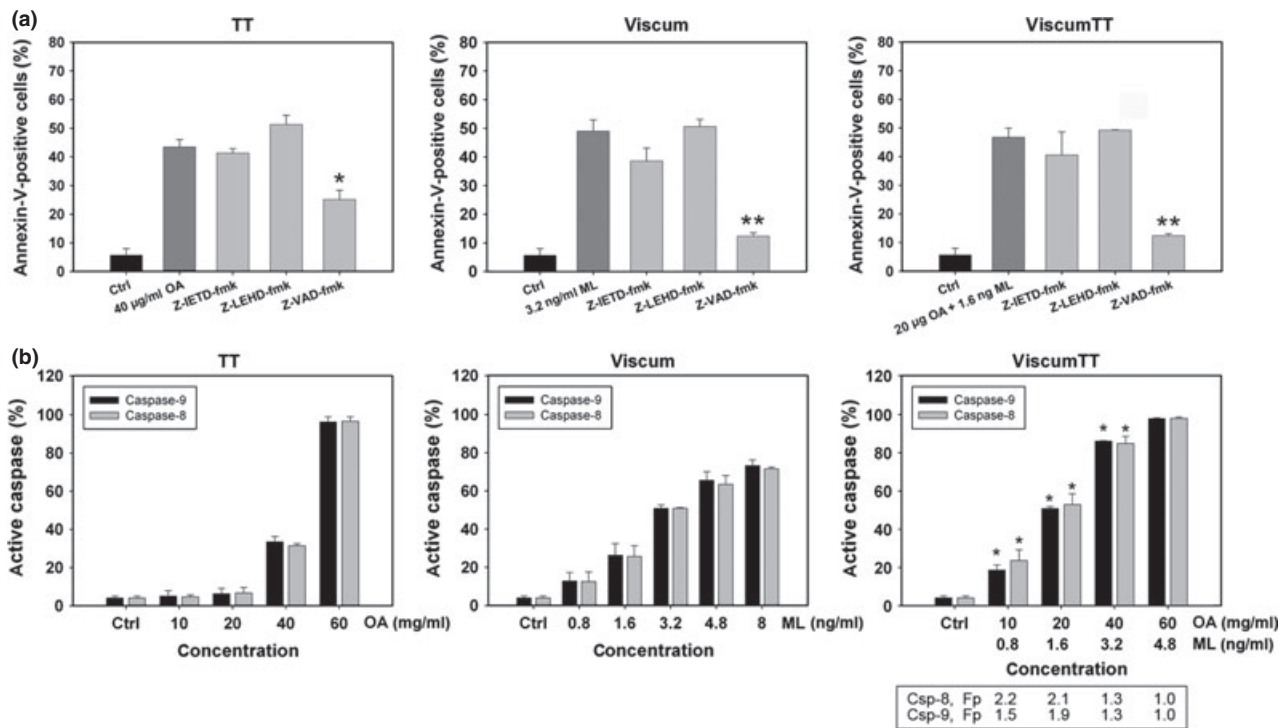 (a)
TT
Annexin-V-positive cells (%)
80
70
60
50
40
30
20
10
0
Ctrl
40 µg/ml OA
Z-IETD-fmk
Z-LEHD-fmk
Z-VAD-fmk
*
Viscum
Annexin-V-positive cells (%)
80
70
60
50
40
30
20
10
0
Ctrl
3.2 ng/ml ML
Z-IETD-fmk
Z-LEHD-fmk
Z-VAD-fmk
**
ViscumTT
Annexin-V-positive cells (%)
80
70
60
50
40
30
20
10
0
Ctrl
20 µg OA + 1.6 ng ML
Z-IETD-fmk
Z-LEHD-fmk
Z-VAD-fmk
**
(b)
TT
Active caspase (%)
120
100
80
60
40
20
0
Caspase-9
Caspase-8
Ctrl 10 20 40 60 OA (mg/ml)
Concentration
Viscum
Active caspase (%)
120
100
80
60
40
20
0
Caspase-9
Caspase-8
Ctrl 0.8 1.6 3.2 4.8 8 ML (ng/ml)
Concentration
ViscumTT
Active caspase (%)
120
100
80
60
40
20
0
Caspase-9
Caspase-8
* * * * * *
Ctrl 10 20 40 60 OA (mg/ml)
0.8 1.6 3.2 4.8 ML (ng/ml)
Concentration
Csp-8, Fp 2.2 2.1 1.3 1.0
Csp-9, Fp 1.5 1.9 1.3 1.0